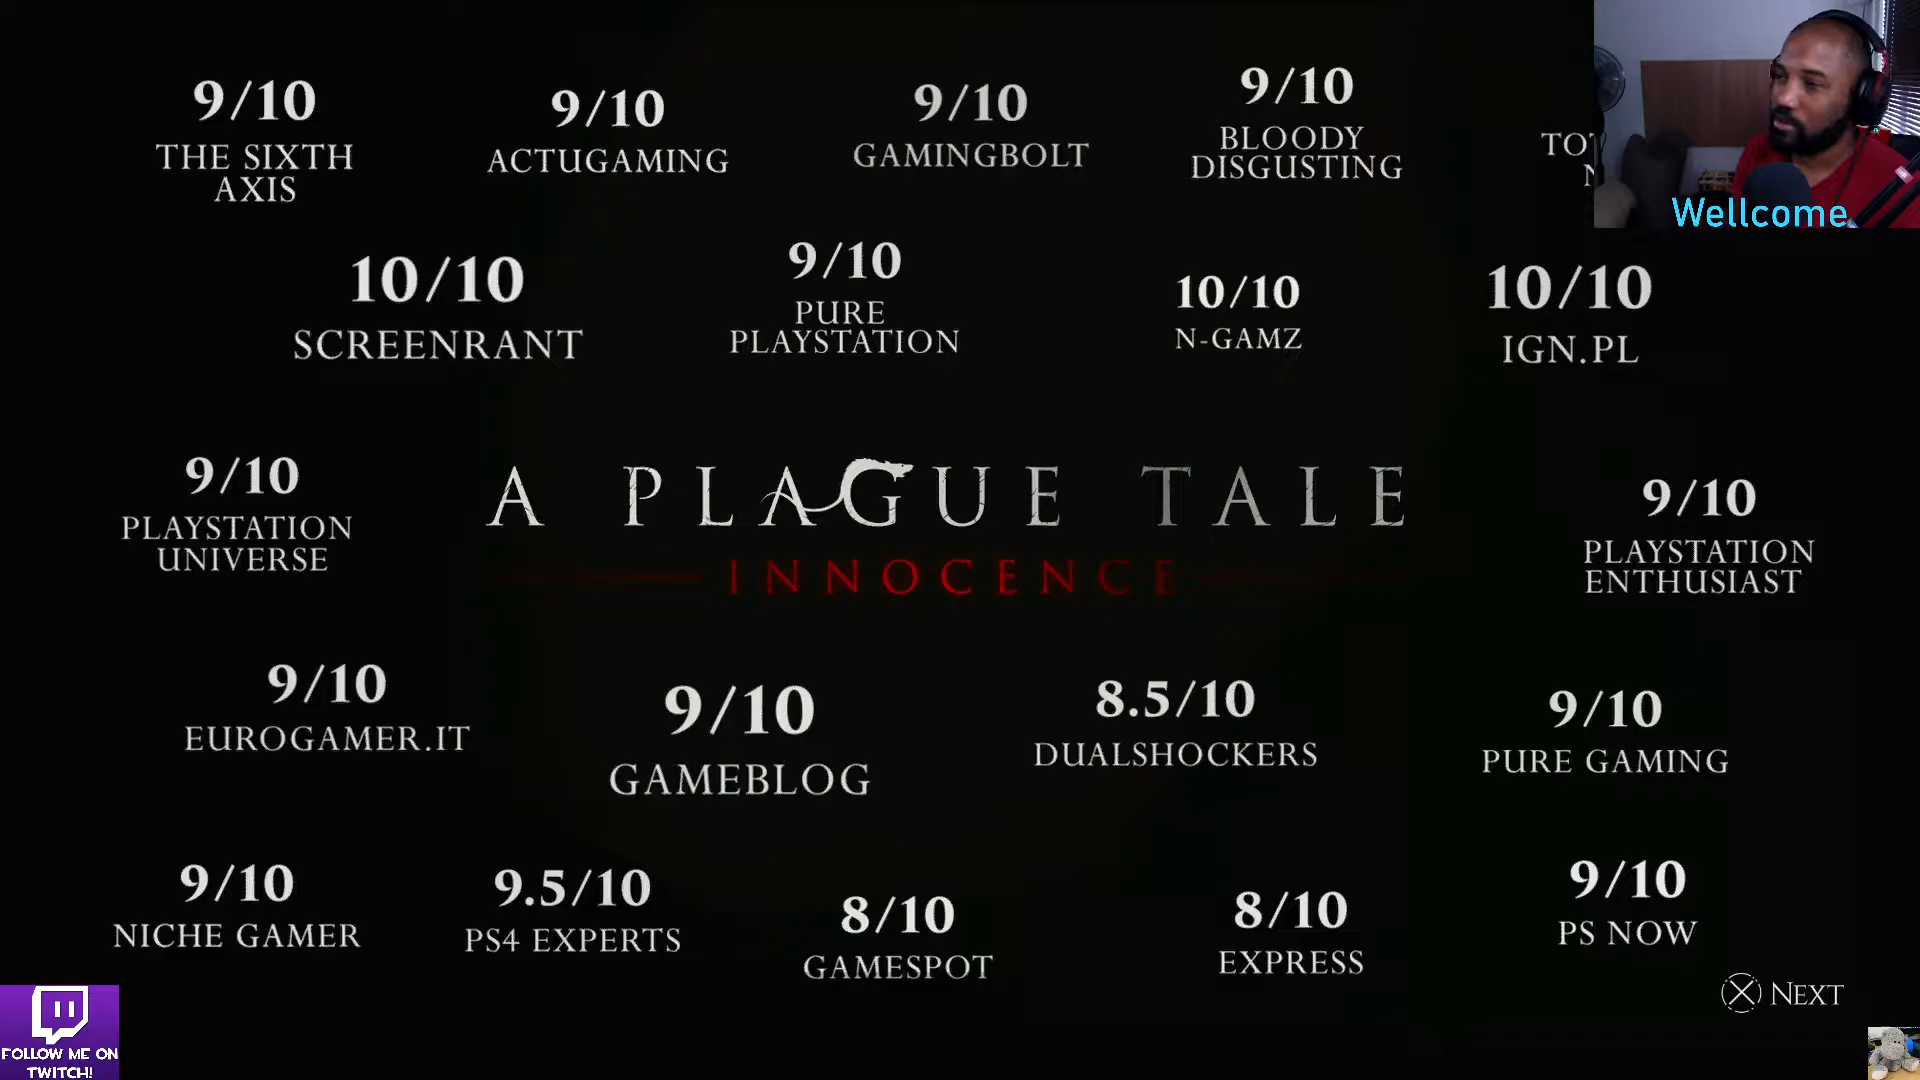 9/10
THE SIXTH
AXIS
9/10
ACTUGAMING
9/10
GAMINGBOLT
9/10
BLOODY
DISGUSTING
Wellcome
10/10
SCREENRANT
9/10
PURE
PLAYSTATION
10/10
N-GAMZ
10/10
IGN.PL
9/10
PLAYSTATION
UNIVERSE
A PLAGUE TALE
INNOCENCE
9/10
PLAYSTATION
ENTHUSIAST
9/10
EUROGAMER.IT
9/10
GAMEBLOG
8.5/10
DUALSHOCKERS
9/10
PURE GAMING
9/10
NICHE GAMER
9.5/10
PS4 EXPERTS
8/10
GAMESPOT
8/10
EXPRESS
9/10
PS NOW
NEXT
FOLLOW ME ON
TWITCH!